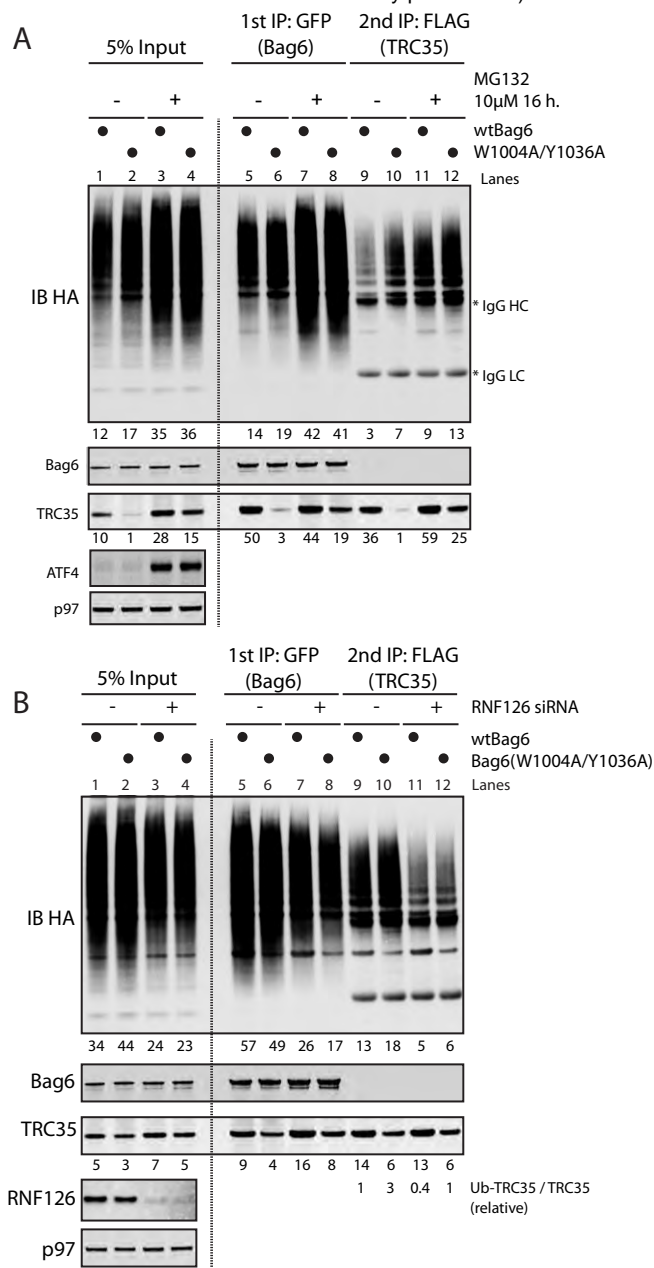 A
1st IP: GFP 2nd IP: FLAG
5% Input (Bag6) (TRC35)
MG132
- + - + - + 10μM 16 h.
wtBag6
W1004A/Y1036A
1 2 3 4 5 6 7 8 9 10 11 12 Lanes
IB HA
* IgG HC
* IgG LC
12 17 35 36 14 19 42 41 3 7 9 13
Bag6
TRC35
10 1 28 15 50 3 44 19 36 1 59 25
ATF4
p97
B
1st IP: GFP 2nd IP: FLAG
5% Input (Bag6) (TRC35)
- + - + - + RNF126 siRNA
wtBag6
Bag6(W1004A/Y1036A)
1 2 3 4 5 6 7 8 9 10 11 12 Lanes
IB HA
34 44 24 23 57 49 26 17 13 18 5 6
Bag6
TRC35
5 3 7 5 9 4 16 8 14 6 13 6
RNF126
1 3 0.4 1 Ub-TRC35 / TRC35
(relative)
p97